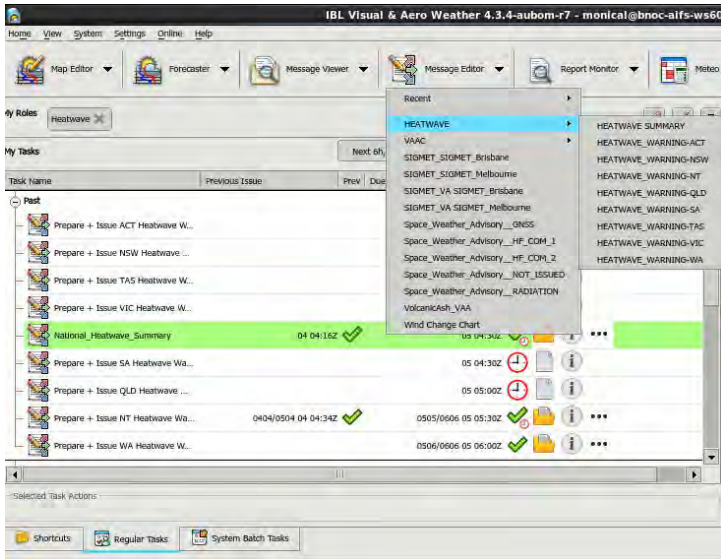 IBL Visual & Aero Weather 4.3.4-aubom-r7 - monical@bnoc-aifs-ws60
Home View System Settings Online Help
Map Editor Forecaster Message Viewer Message Editor Report Monitor Meteo
My Roles Heatwave
Recent
HEATWAVE
VAAC
SIGMET_SIGMET_Brisbane
SIGMET_SIGMET_Melbourne
SIGMET_VA SIGMET_Brisbane
SIGMET_VA SIGMET_Melbourne
Space_Weather_Advisory__GNSS
Space_Weather_Advisory__HF_COM_1
Space_Weather_Advisory__HF_COM_2
Space_Weather_Advisory__NOT_ISSUED
Space_Weather_Advisory__RADIATION
VolcanicAsh_VAA
Wind Change Chart
HEATWAVE SUMMARY
HEATWAVE_WARNING-ACT
HEATWAVE_WARNING-NSW
HEATWAVE_WARNING-NT
HEATWAVE_WARNING-QLD
HEATWAVE_WARNING-SA
HEATWAVE_WARNING-TAS
HEATWAVE_WARNING-VIC
HEATWAVE_WARNING-WA
My Tasks Next 6h,
Task Name Previous Issue Prev Due
Past
Prepare + Issue ACT Heatwave W...
Prepare + Issue NSW Heatwave ...
Prepare + Issue TAS Heatwave W...
Prepare + Issue VIC Heatwave W...
National_Heatwave_Summary 04 04:16Z 05 04:30Z
Prepare + Issue SA Heatwave Wa... 05 04:30Z
Prepare + Issue QLD Heatwave ... 05 05:00Z
Prepare + Issue NT Heatwave Wa... 0404/0504 04 04:34Z 0505/0606 05 05:30Z
Prepare + Issue WA Heatwave W... 0506/0606 05 06:00Z
Selected Task Actions
Shortcuts Regular Tasks System Batch Tasks